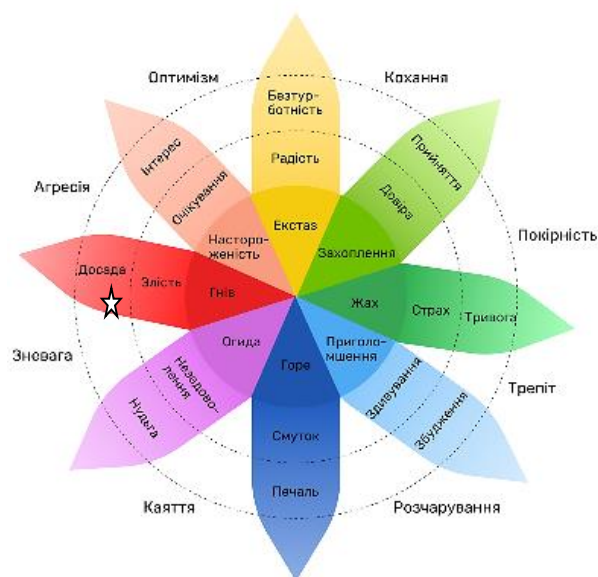 Оптимізм
Кохання
Безтур-
ботність
Інтерес
Прийняття
Радість
Очікування
Довіра
Агресія
Екстаз
Насторо-
женість
Захоплення
Покірність
Досада
Злість
Гнів
Жах
Страх
Тривога
Зневага
Огида
Приголо-
мшення
Горе
Незадово-
лення
Здивування
Трепіт
Нудьга
Збудження
Смуток
Печаль
Каяття
Розчарування